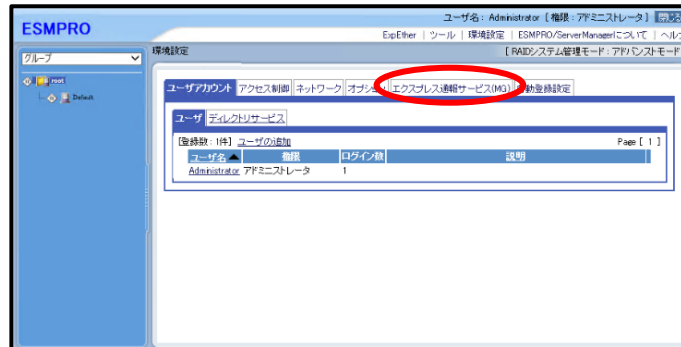 ESMPRO
ユーザ名 : Administrator [ 権限 : アドミニストレータ ]
ExpEther | ツール | 環境設定 | ESMPRO/ServerManagerについて | ヘル
グループ
環境設定
[ RAIDシステム管理モード : アドバンストモード
root
Default
ユーザアカウント アクセス制御 ネットワーク オプション エクスプレス通報サービス(MG) 自動登録設定
ユーザ ディレクトリサービス
[登録数 : 1件] ユーザの追加 Page [ 1 ]
ユーザ名▲ 権限 ログイン数 説明
Administrator アドミニストレータ 1